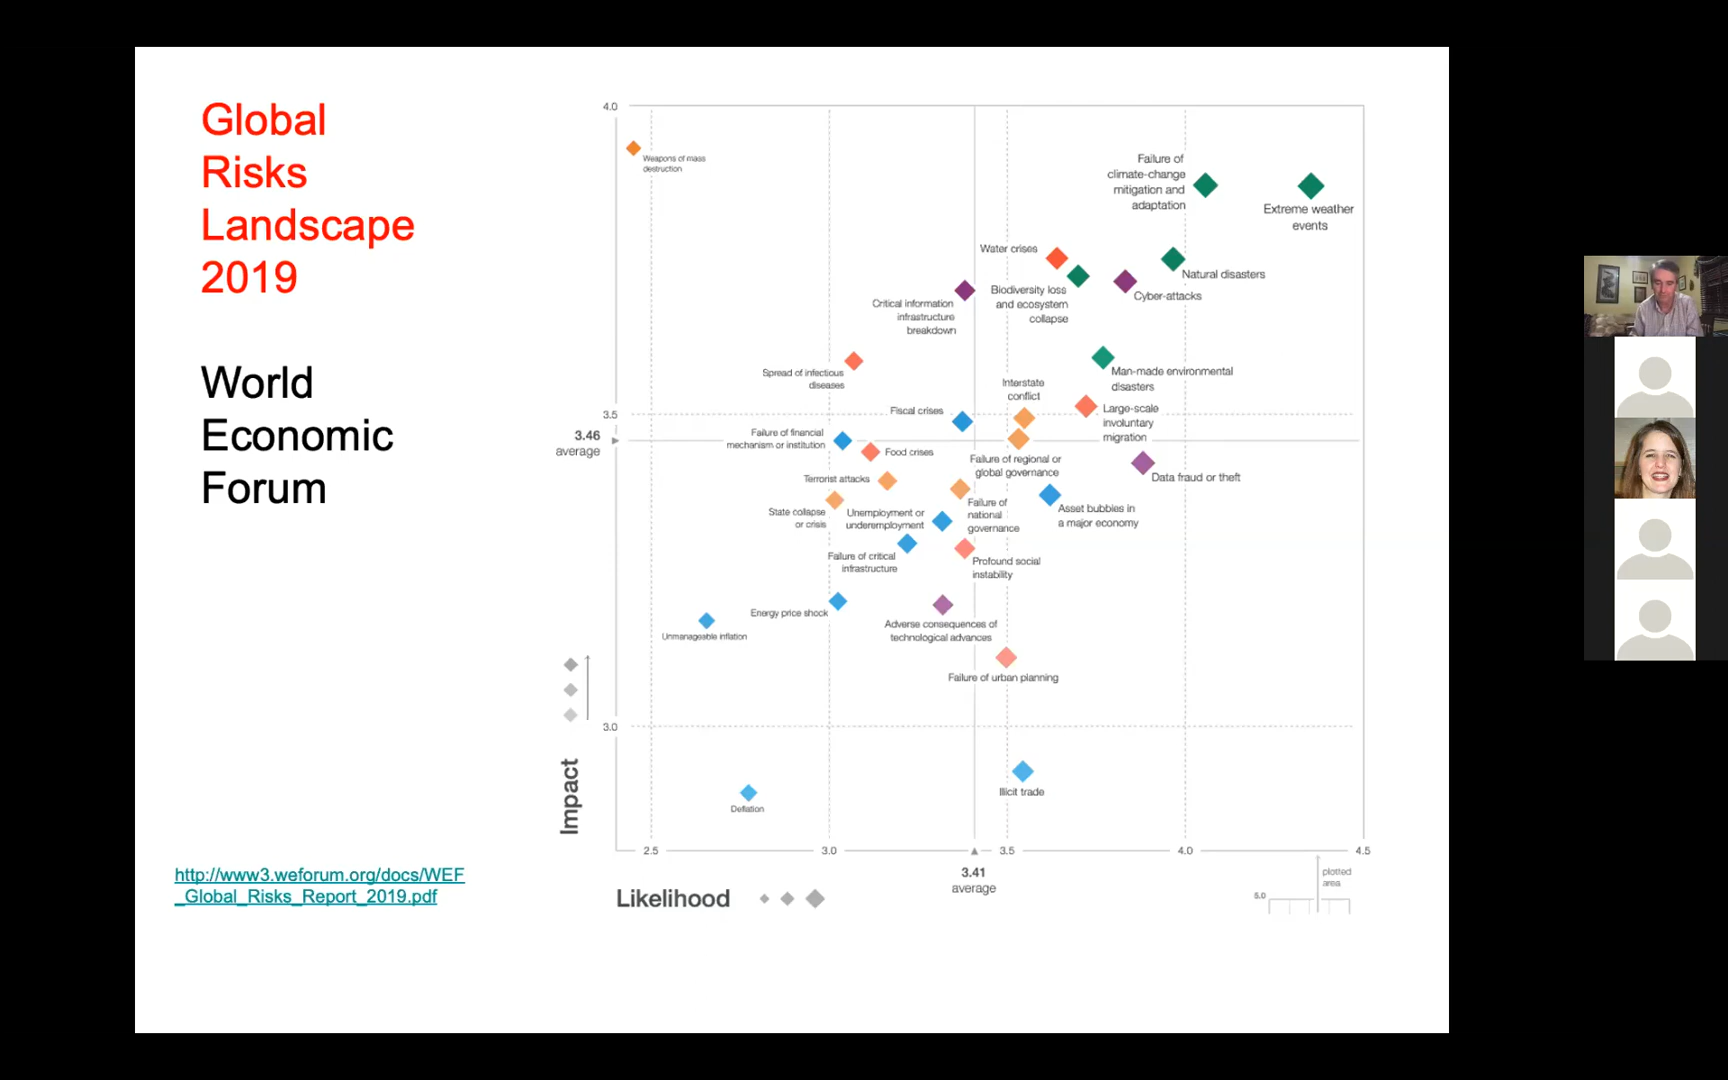 Global
Risks
Landscape
2019
World
Economic
Forum
http://www3.weforum.org/docs/WEF
_Global_Risks_Report_2019.pdf
4.0
Weapons of mass
destruction
Failure of
climate-change
mitigation and
adaptation
Extreme weather
events
Water crises
Natural disasters
Biodiversity loss
and ecosystem
collapse
Cyber-attacks
Critical information
infrastructure
breakdown
Spread of infectious
diseases
Man-made environmental
disasters
Interstate
conflict
Large-scale
involuntary
migration
Fiscal crises
3.5
3.46
average
Failure of financial
mechanism or institution
Food crises
Failure of regional or
global governance
Data fraud or theft
Terrorist attacks
State collapse
or crisis
Unemployment or
underemployment
Failure of
national
governance
Asset bubbles in
a major economy
Failure of critical
infrastructure
Profound social
instability
Energy price shock
Adverse consequences of
technological advances
Unmanageable inflation
Failure of urban planning
3.0
Impact
Illicit trade
Deflation
2.5
3.0
3.5
4.0
4.5
3.41
average
Likelihood
plotted
area
5.0